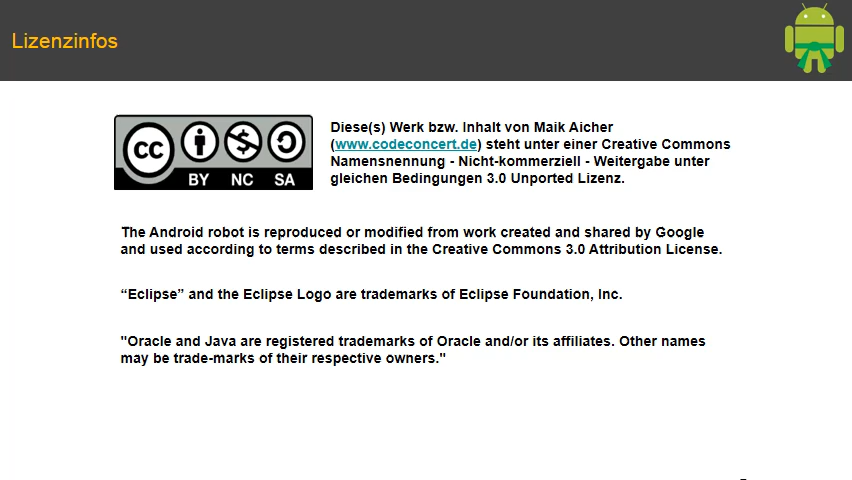 Lizenzinfos
Diese(s) Werk bzw. Inhalt von Maik Aicher
(www.codeconcert.de) steht unter einer Creative Commons
Namensnennung - Nicht-kommerziell - Weitergabe unter
gleichen Bedingungen 3.0 Unported Lizenz.
cc
BY NC SA
The Android robot is reproduced or modified from work created and shared by Google
and used according to terms described in the Creative Commons 3.0 Attribution License.
“Eclipse” and the Eclipse Logo are trademarks of Eclipse Foundation, Inc.
"Oracle and Java are registered trademarks of Oracle and/or its affiliates. Other names
may be trade-marks of their respective owners."